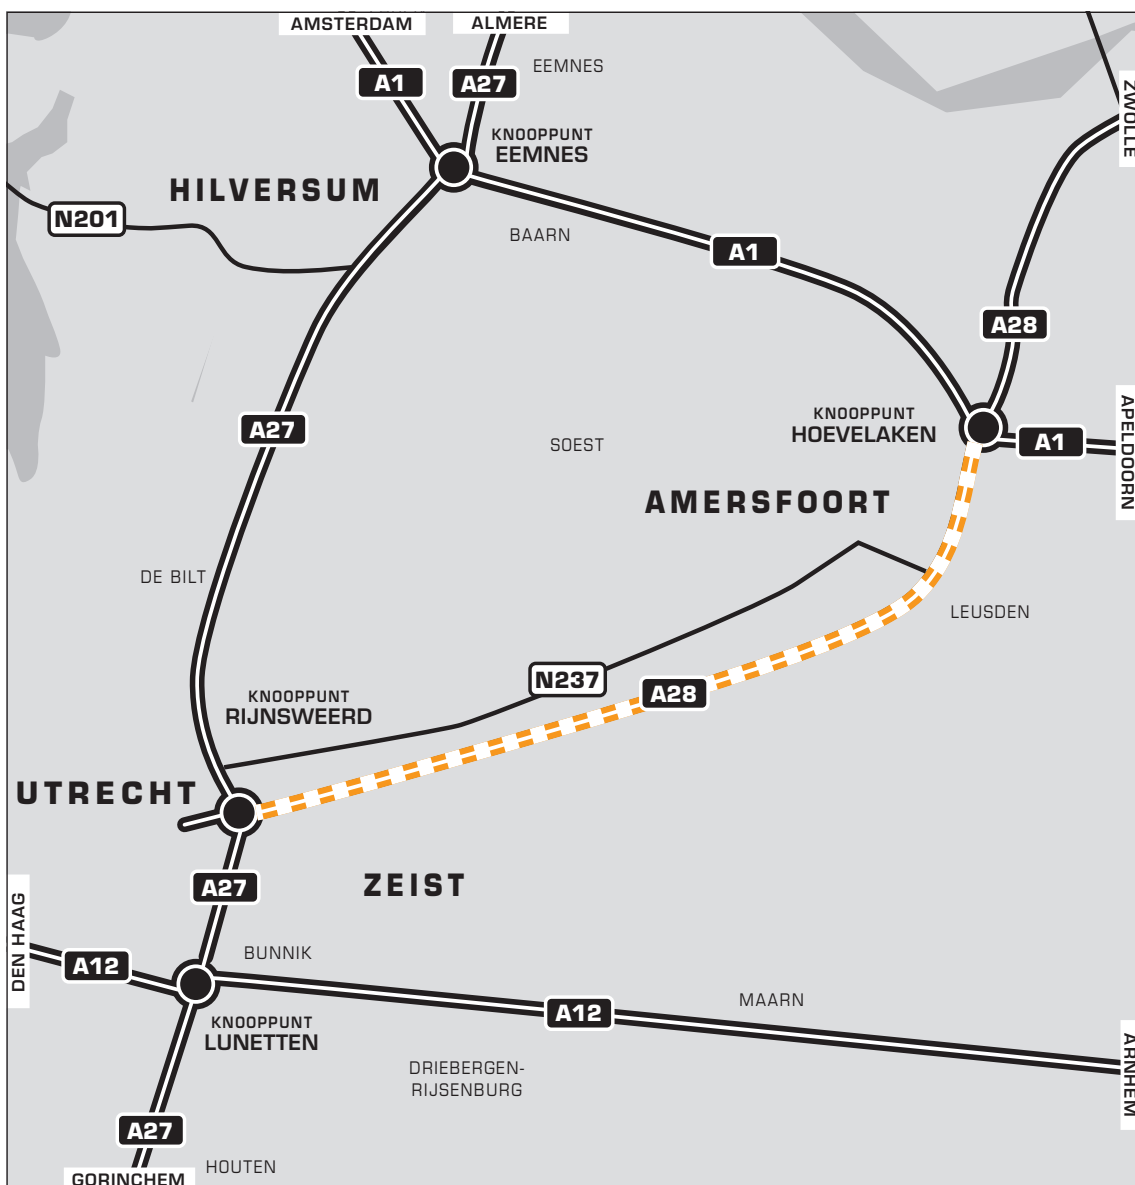 AMSTERDAM
ALMERE
EEMNES
A1
A27
ZWOLLE
KNOOPPUNT
EEMNES
HILVERSUM
N201
BAARN
A1
A28
KNOOPPUNT
HOEVELAKEN
A27
SOEST
A1
APELDOORN
AMERSFOORT
DE BILT
LEUSDEN
N237
A28
KNOOPPUNT
RIJNSWEERD
UTRECHT
A27
ZEIST
DEN HAAG
BUNNIK
A12
MAARN
A12
KNOOPPUNT
LUNETTEN
DRIEBERGEN-
RIJSENBURG
ARNHEM
A27
HOUTEN
GORINCHEM